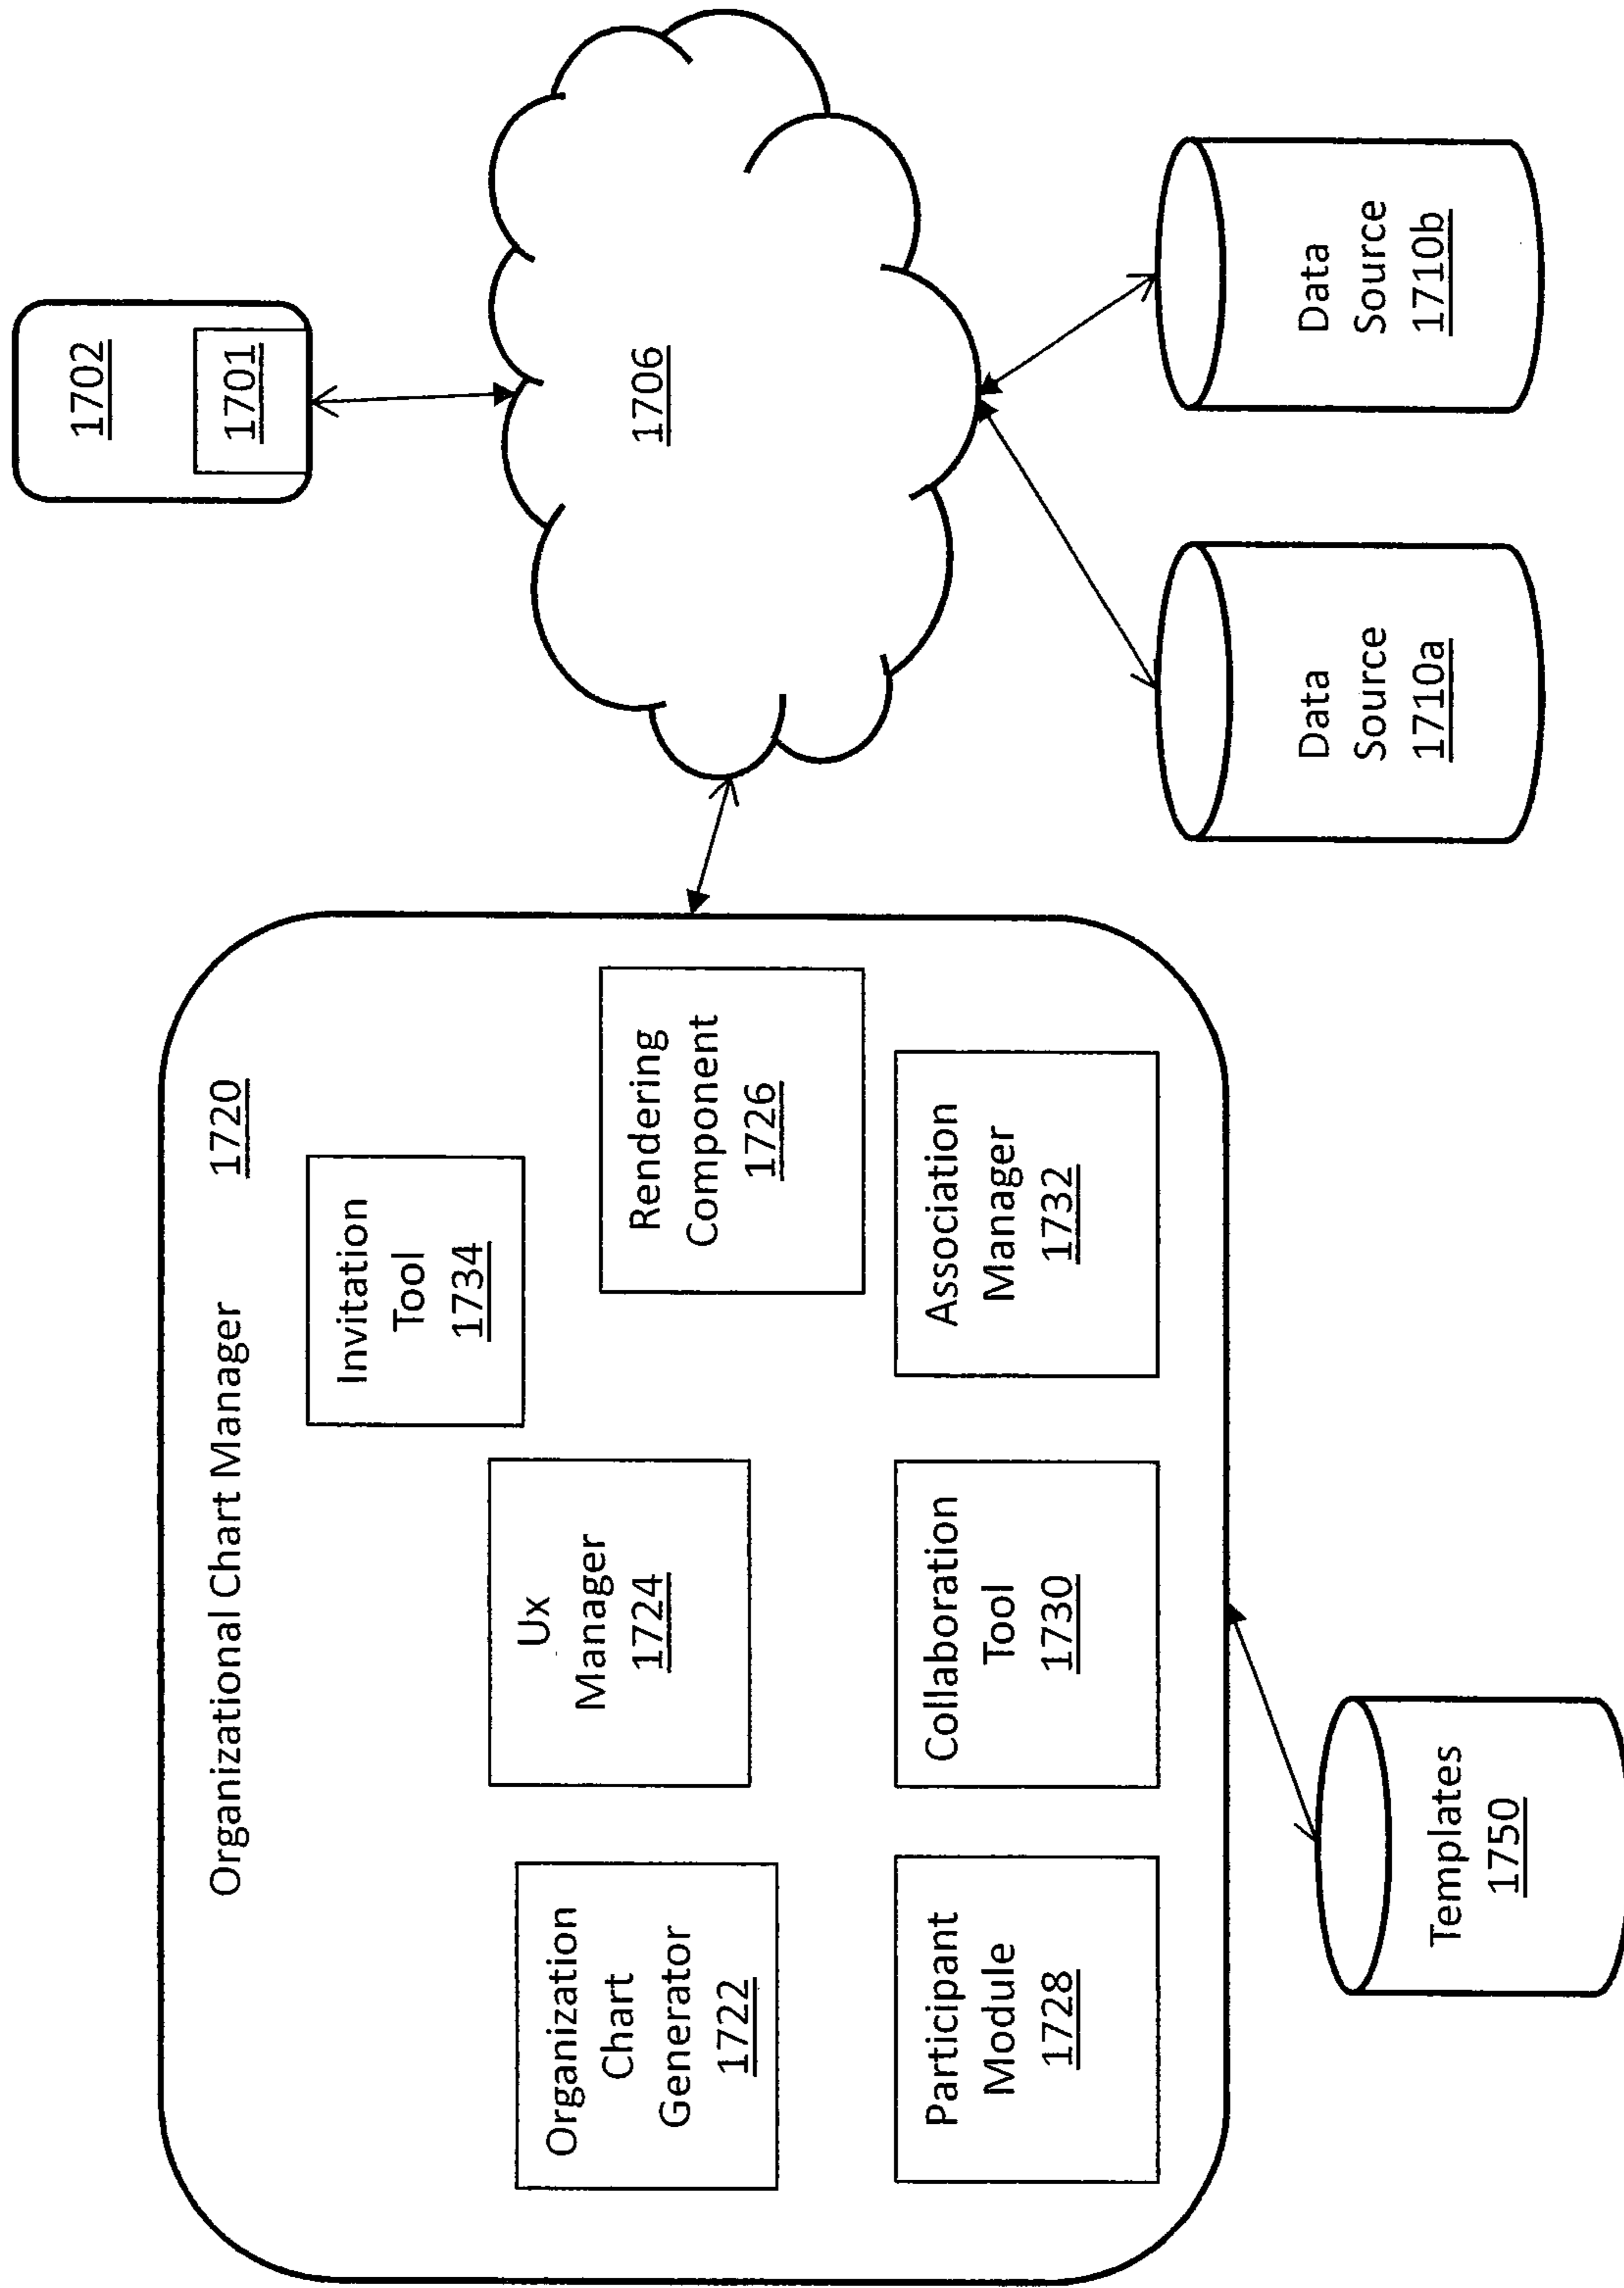 Organizational Chart Manager
1720
Invitation
Tool
1734
Organization
Chart
Generator
1722
Ux
Manager
1724
Rendering
Component
1726
Participant
Module
1728
Collaboration
Tool
1730
Association
Manager
1732
Templates
1750
1702
1701
1706
Data
Source
1710a
Data
Source
1710b